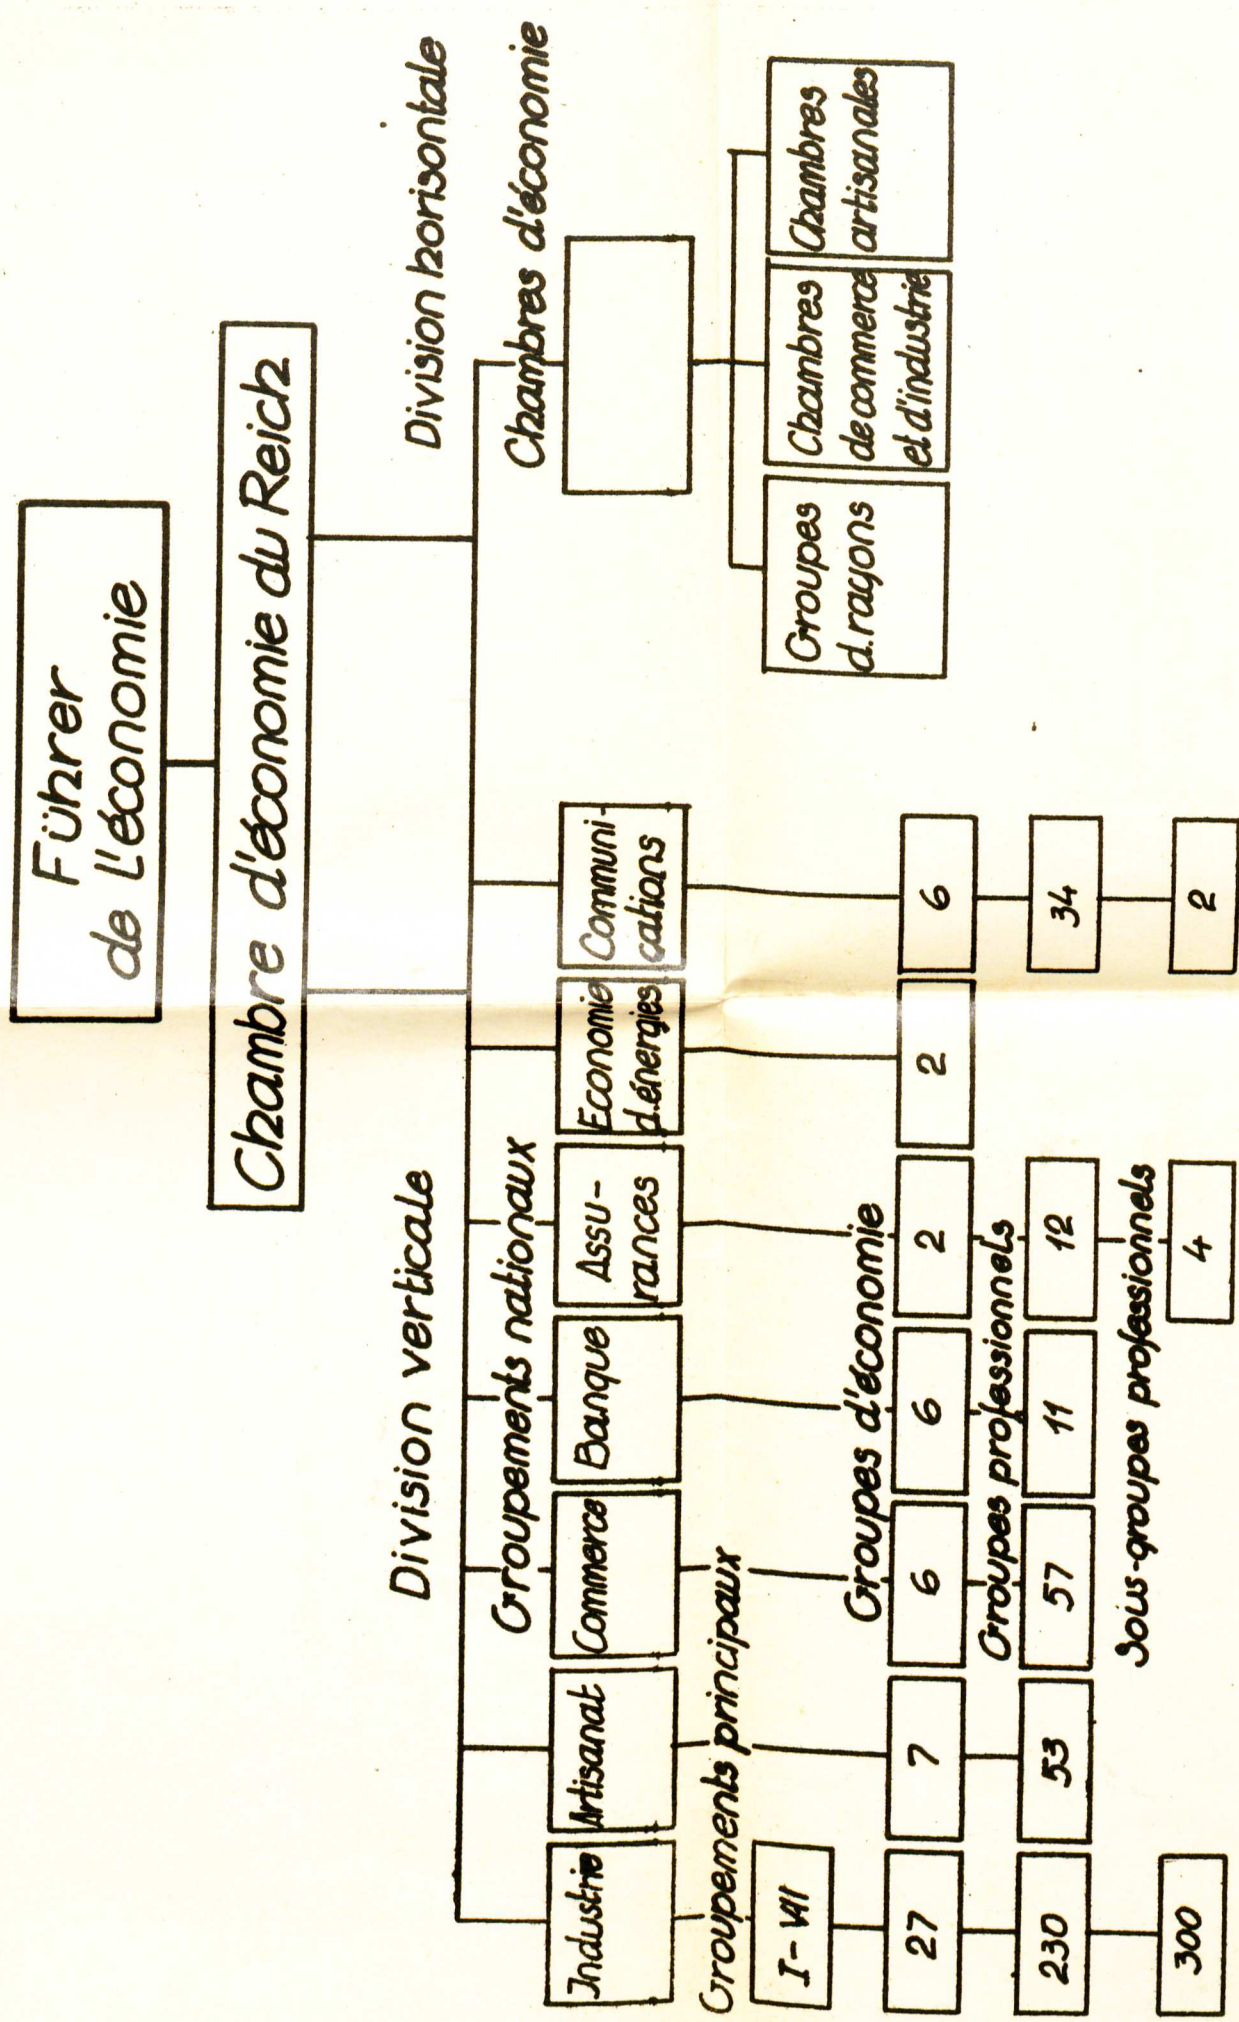 Führer
de L'économie
Chambre d'économie du Reich
Division verticale
Division horisontale
Groupements nationaux
Chambres d'économie
Industrie
Artisanat
Commerce
Banque
Assu-
rances
Economie
d.énergies
Communi-
cations
Groupements principaux
I-VII
Groupes
d.rayons
Chambres
de commerce
et d'industrie
Chambres
artisanales
Groupes d'économie
27
7
6
6
2
2
6
Groupes professionnels
230
53
57
11
12
34
Sous-groupes professionnels
300
4
2